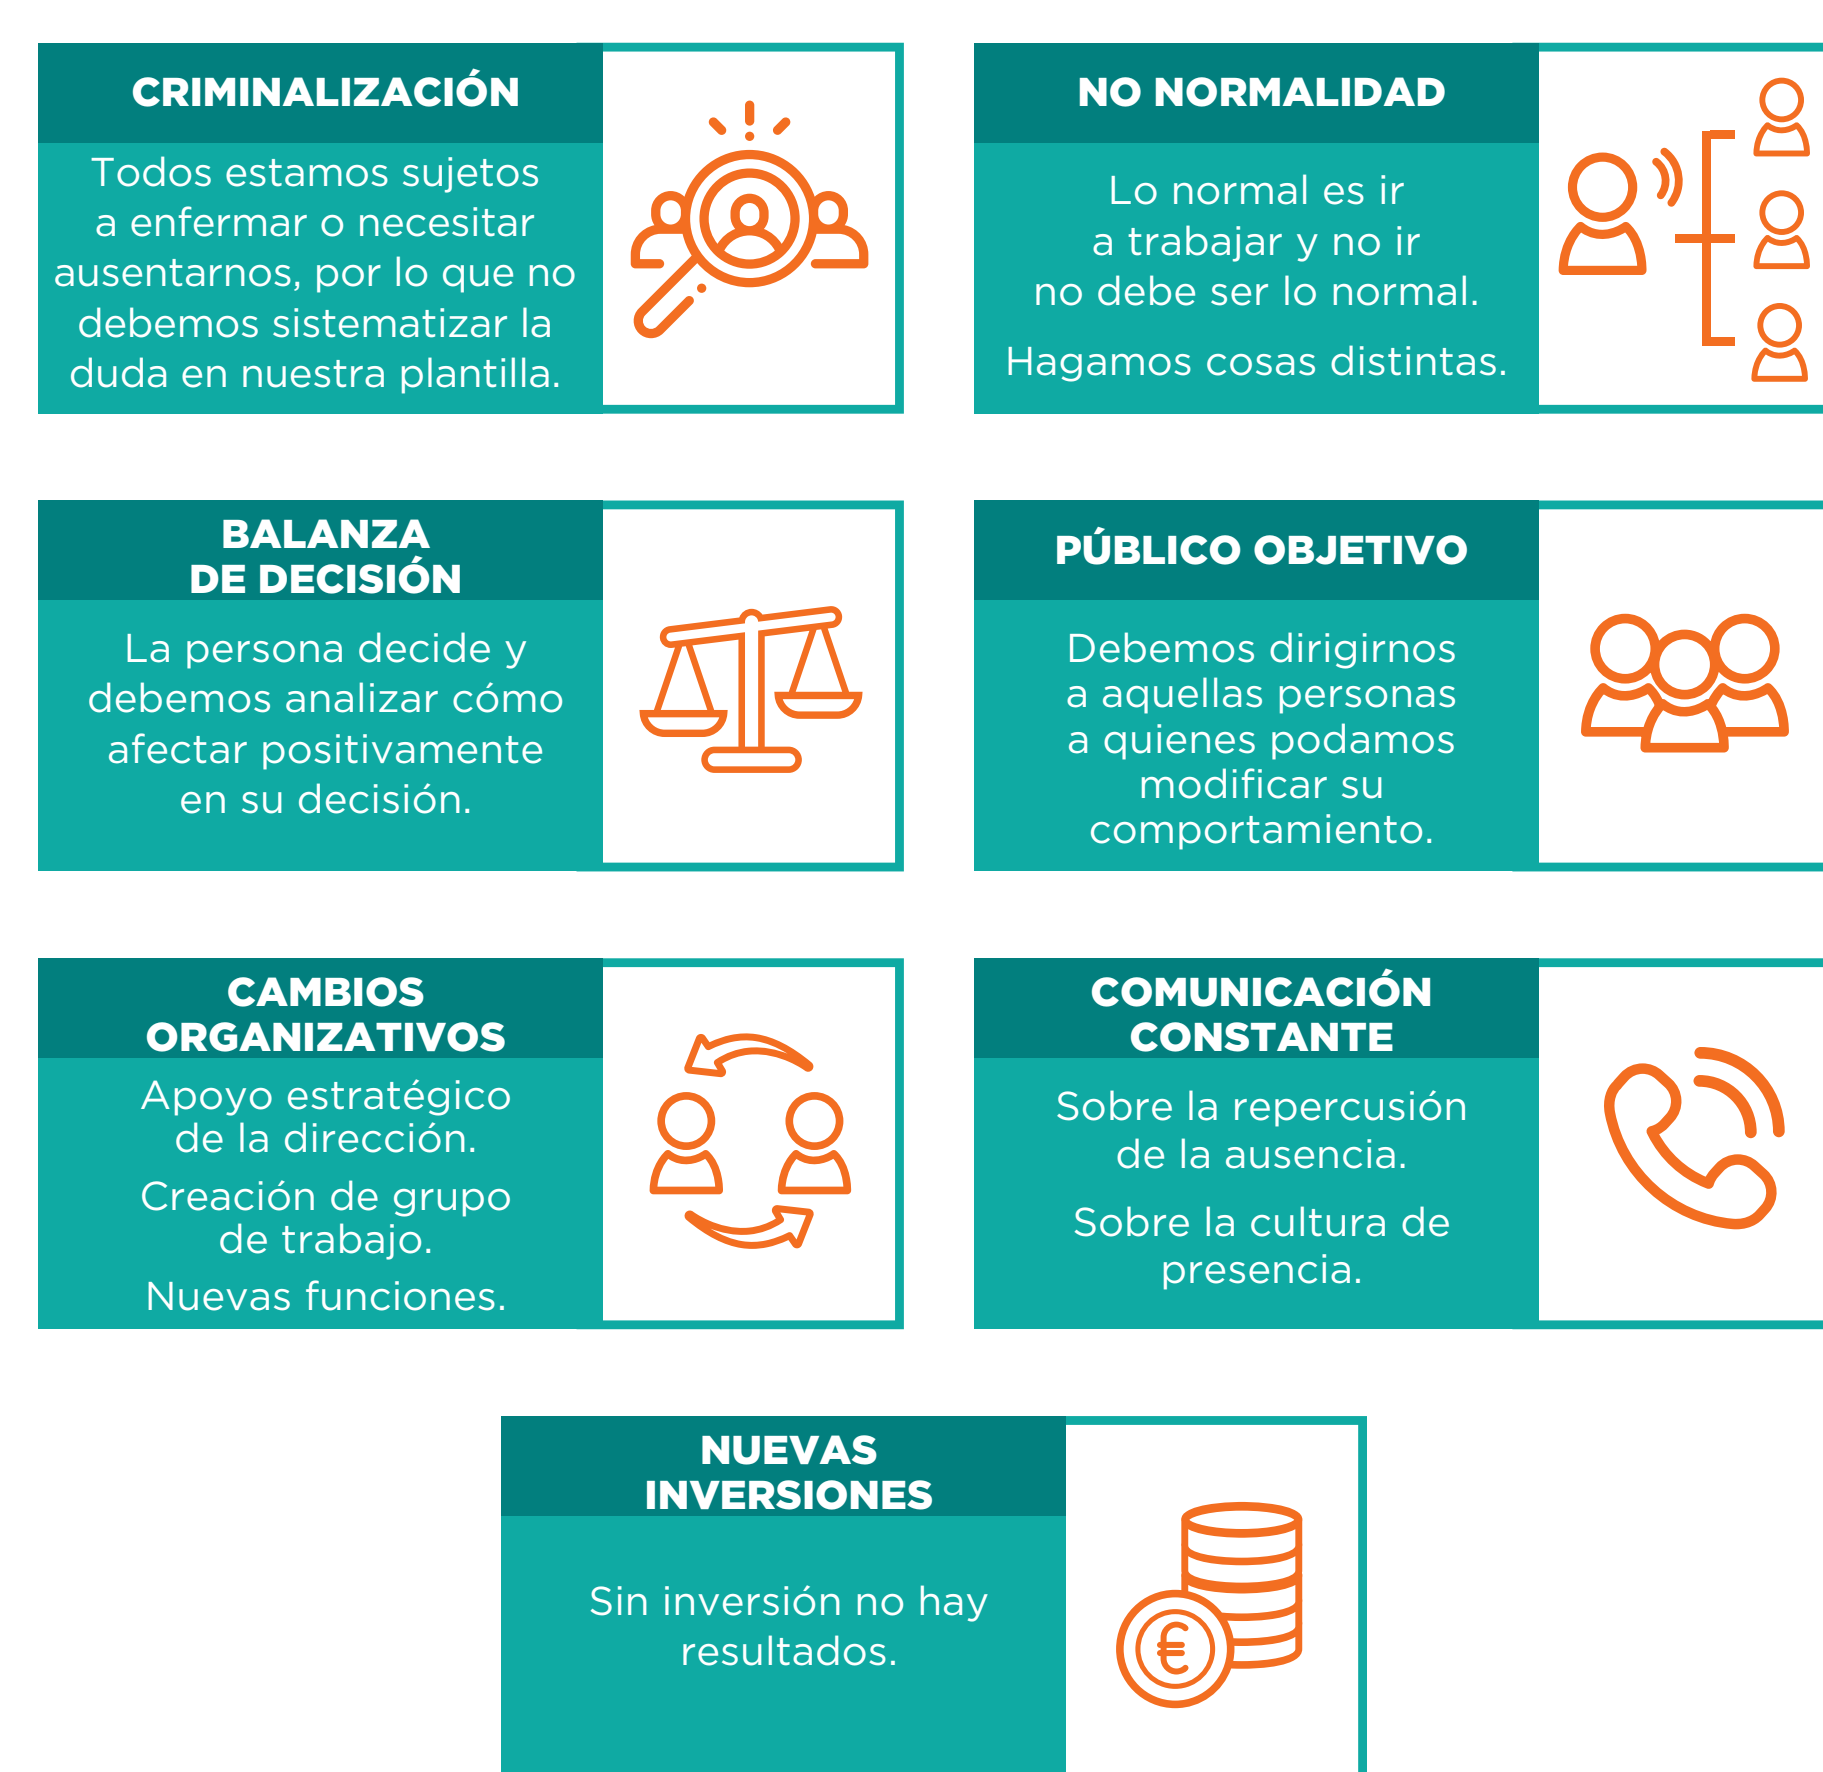 CRIMINALIZACIÓN
Todos estamos sujetos
a enfermar o necesitar
ausentarnos, por lo que no
debemos sistematizar la
duda en nuestra plantilla.
NO NORMALIDAD
Lo normal es ir
a trabajar y no ir
no debe ser lo normal.
Hagamos cosas distintas.
BALANZA
DE DECISIÓN
La persona decide y
debemos analizar cómo
afectar positivamente
en su decisión.
PÚBLICO OBJETIVO
Debemos dirigirnos
a aquellas personas
a quienes podamos
modificar su
comportamiento.
CAMBIOS
ORGANIZATIVOS
Apoyo estratégico
de la dirección.
Creación de grupo
de trabajo.
Nuevas funciones.
COMUNICACIÓN
CONSTANTE
Sobre la repercusión
de la ausencia.
Sobre la cultura de
presencia.
NUEVAS
INVERSIONES
Sin inversión no hay
resultados.
€